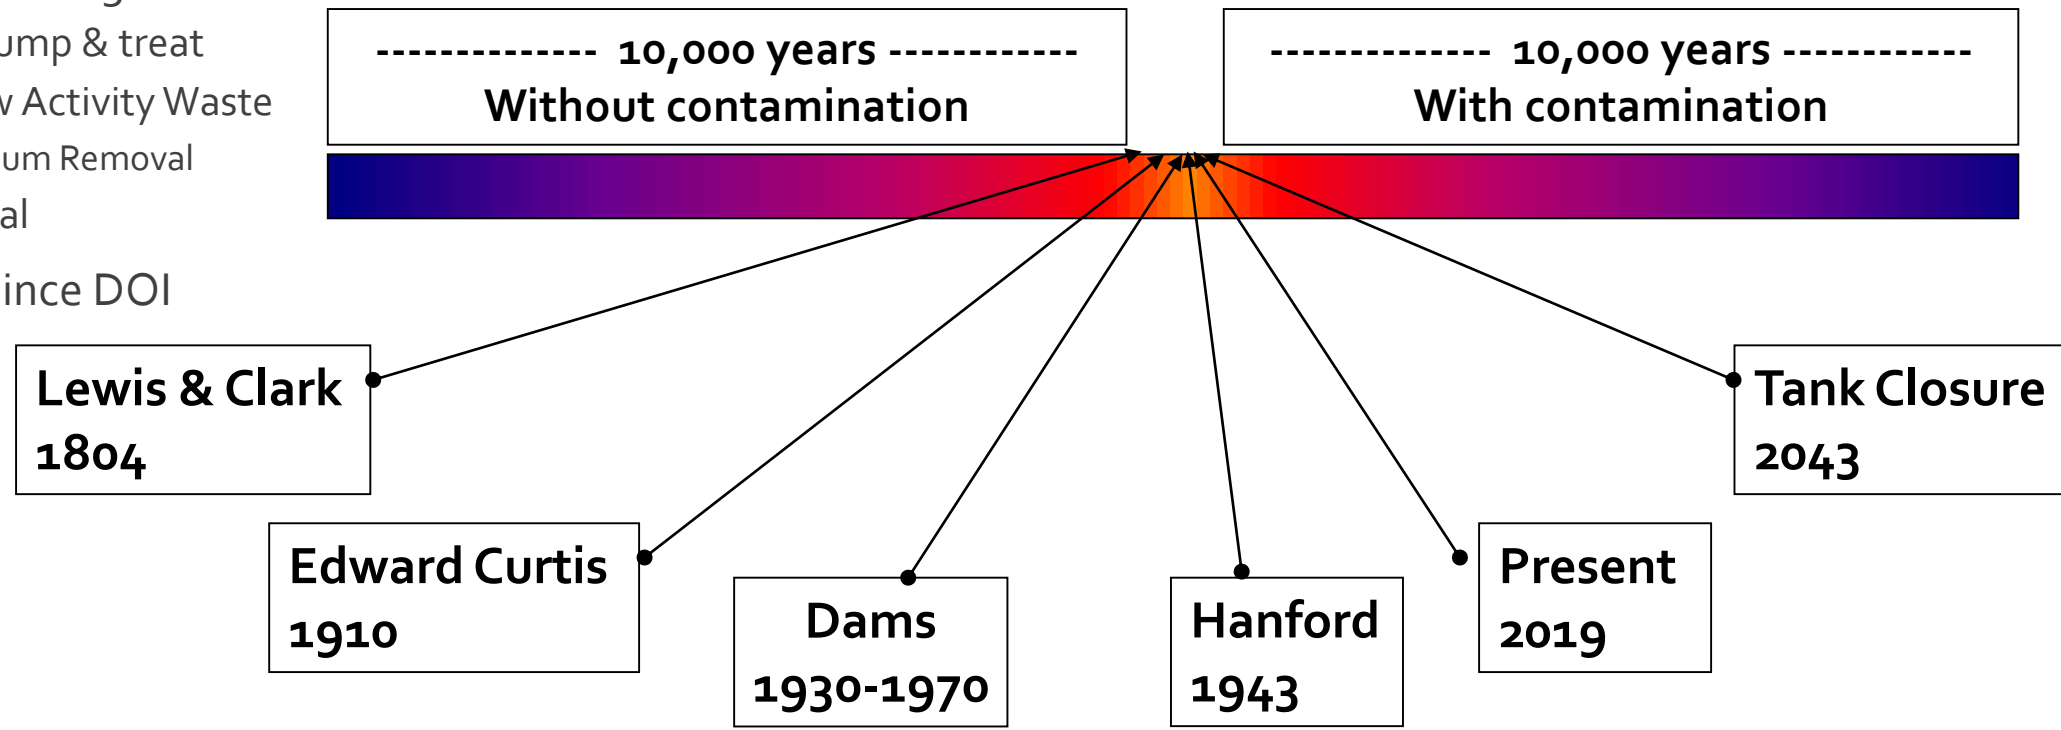 ump & treat
w Activity Waste
um Removal
al
ince DOI
-------------- 10,000 years ------------
Without contamination
-------------- 10,000 years ------------
With contamination
Lewis & Clark
1804
Edward Curtis
1910
Dams
1930-1970
Hanford
1943
Present
2019
Tank Closure
2043